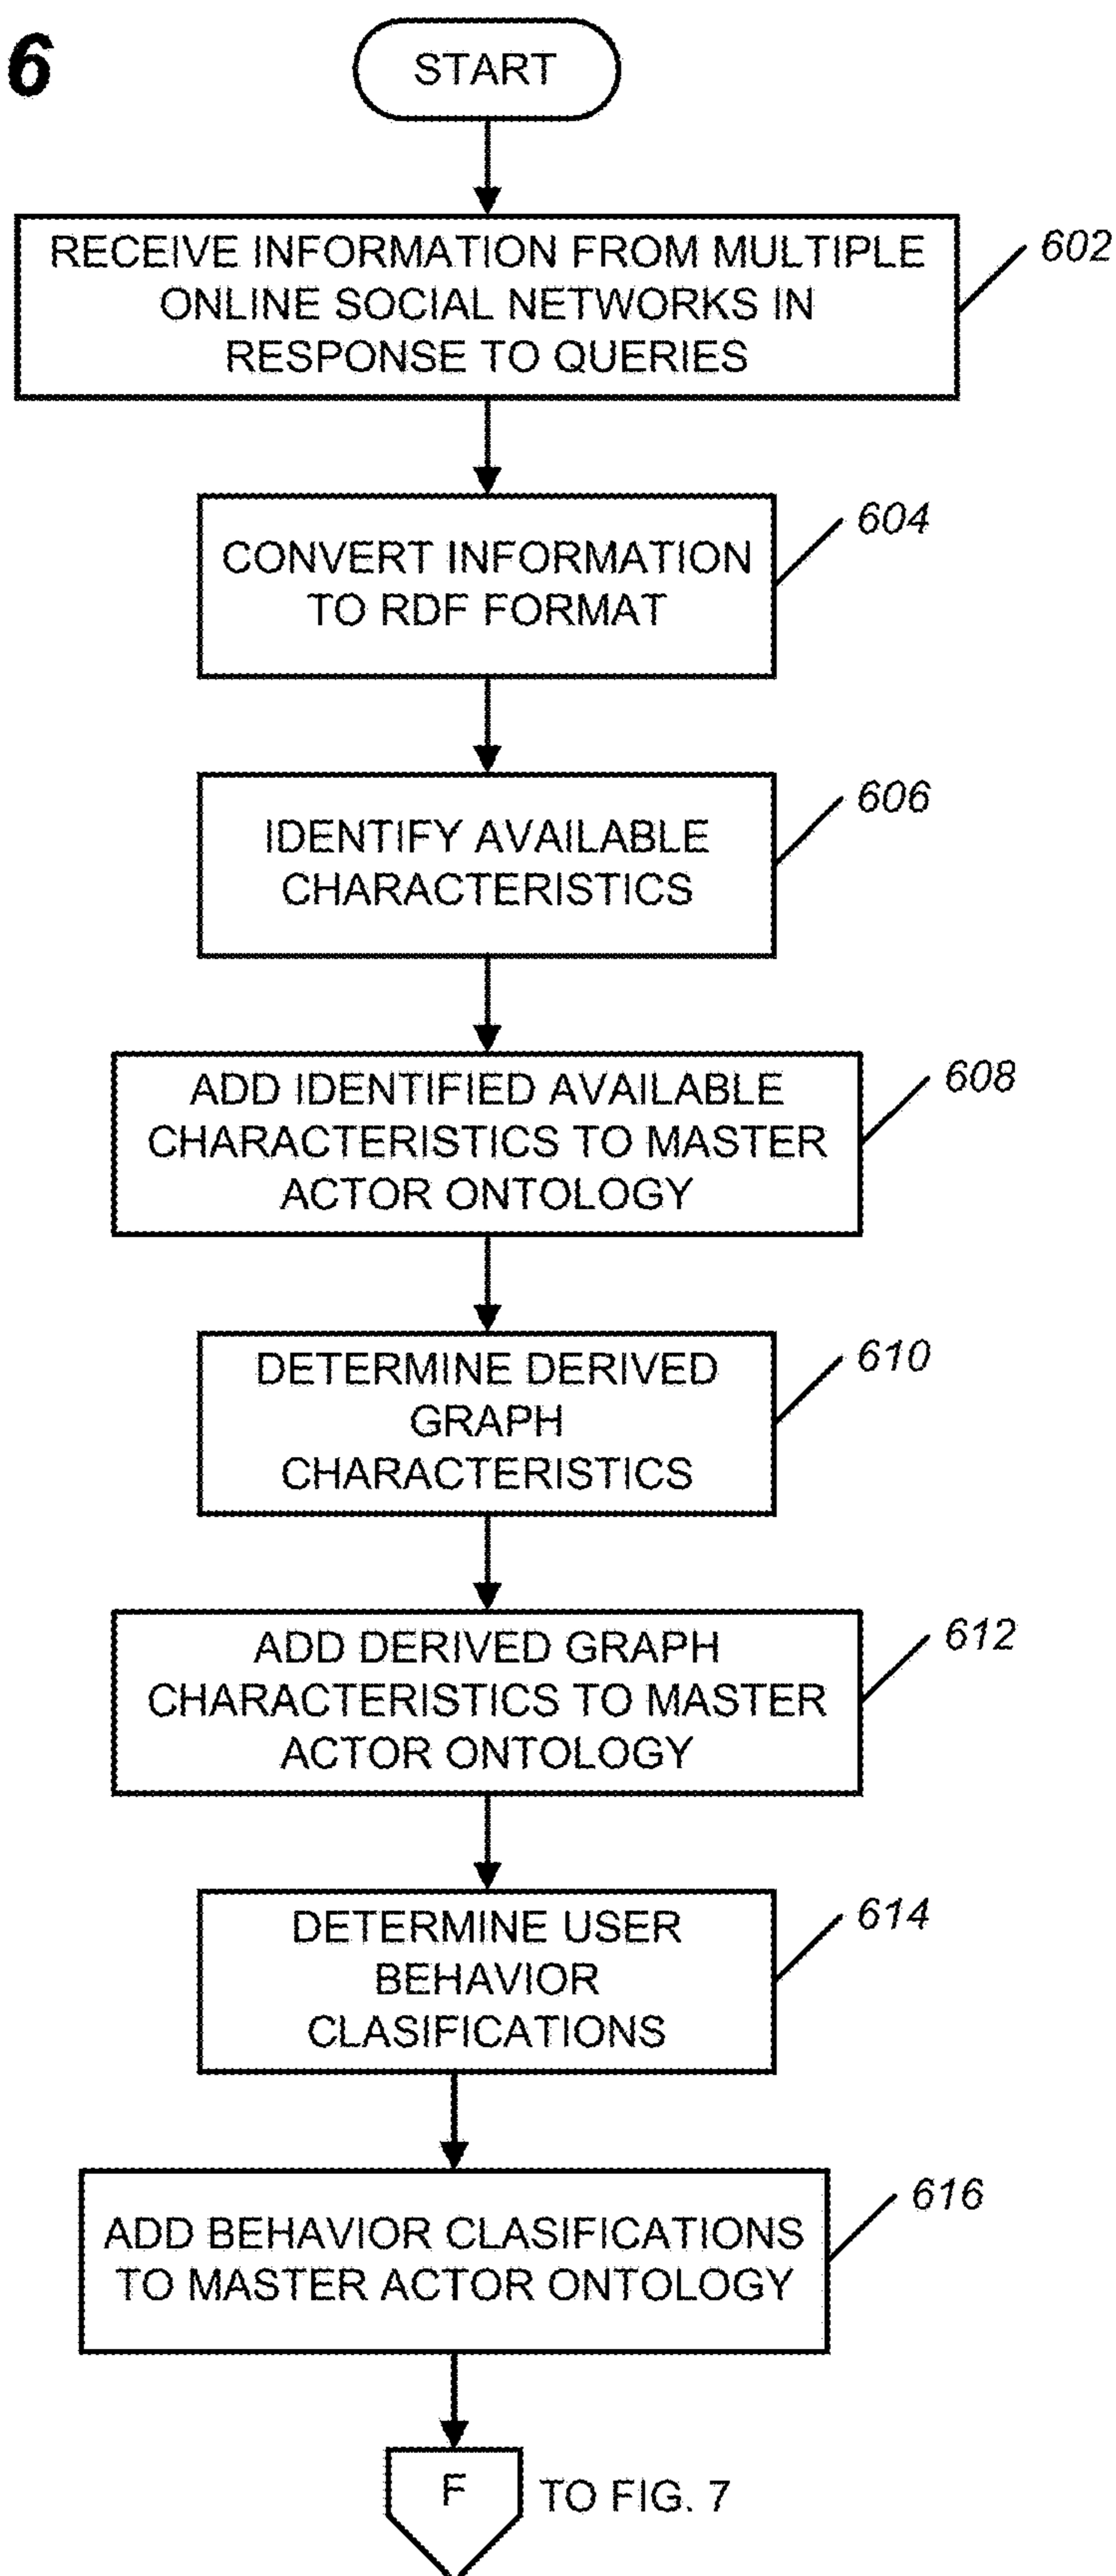 6
START
RECEIVE INFORMATION FROM MULTIPLE
ONLINE SOCIAL NETWORKS IN
RESPONSE TO QUERIES
602
CONVERT INFORMATION
TO RDF FORMAT
604
IDENTIFY AVAILABLE
CHARACTERISTICS
606
ADD IDENTIFIED AVAILABLE
CHARACTERISTICS TO MASTER
ACTOR ONTOLOGY
608
DETERMINE DERIVED
GRAPH
CHARACTERISTICS
610
ADD DERIVED GRAPH
CHARACTERISTICS TO MASTER
ACTOR ONTOLOGY
612
DETERMINE USER
BEHAVIOR
CLASIFICATIONS
614
ADD BEHAVIOR CLASIFICATIONS
TO MASTER ACTOR ONTOLOGY
616
F
TO FIG. 7